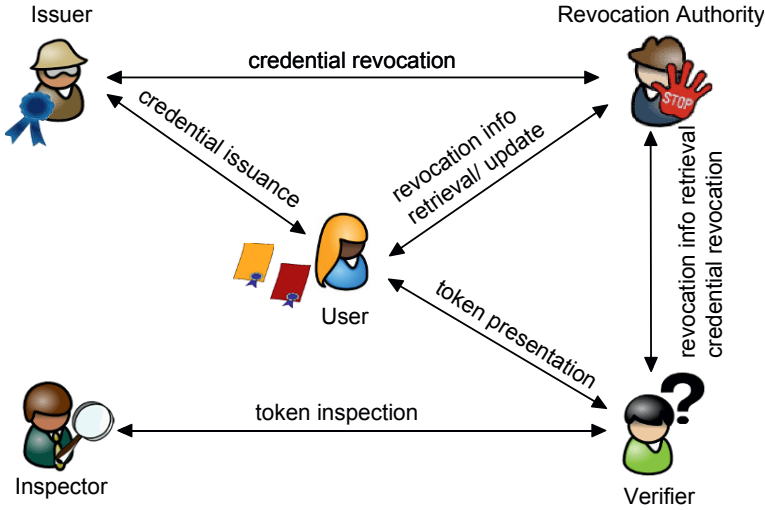 Issuer
Revocation Authority
credential revocation
STOP
credential issuance
revocation info
retrieval/ update
revocation info retrieval
credential revocation
User
token presentation
token inspection
Inspector
Verifier